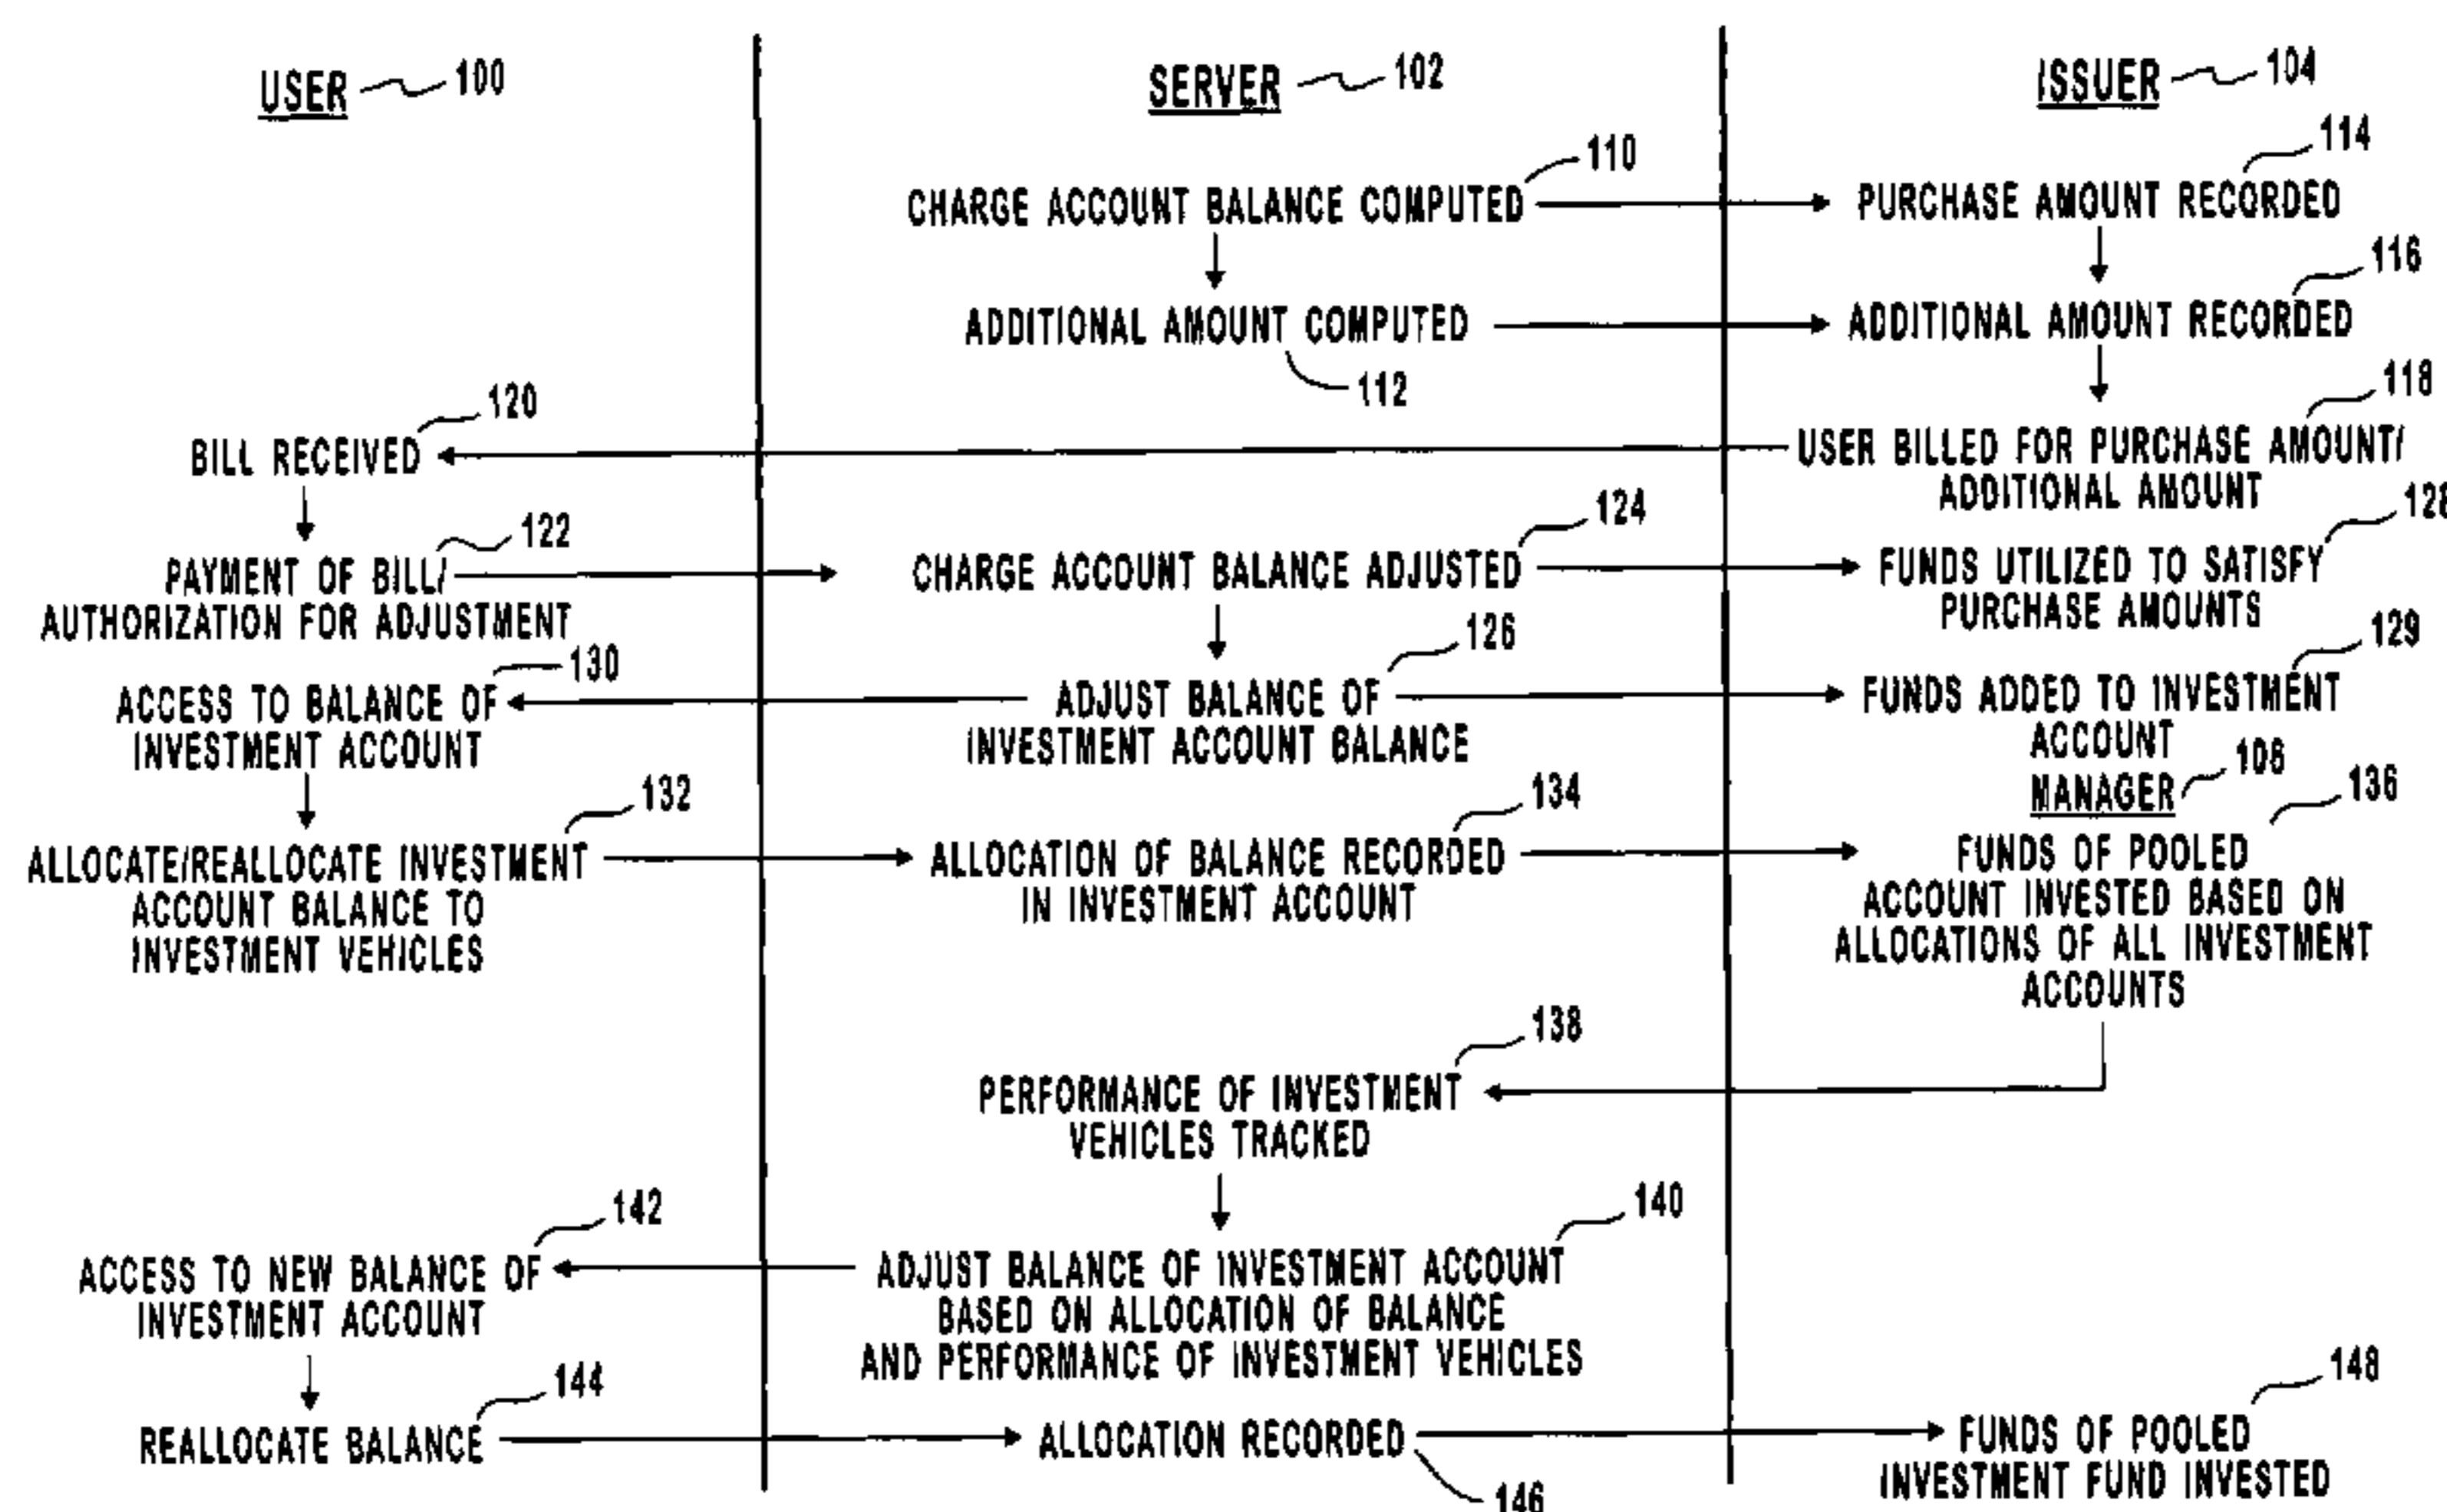 USER 100
SERVER 102
ISSUER 104
110
114
CHARGE ACCOUNT BALANCE COMPUTED
PURCHASE AMOUNT RECORDED
116
ADDITIONAL AMOUNT COMPUTED
ADDITIONAL AMOUNT RECORDED
112
118
120
BILL RECEIVED
USER BILLED FOR PURCHASE AMOUNT/
ADDITIONAL AMOUNT
122
124
128
PAYMENT OF BILL/
AUTHORIZATION FOR ADJUSTMENT
CHARGE ACCOUNT BALANCE ADJUSTED
FUNDS UTILIZED TO SATISFY
PURCHASE AMOUNTS
126
129
130
ACCESS TO BALANCE OF
INVESTMENT ACCOUNT
ADJUST BALANCE OF
INVESTMENT ACCOUNT BALANCE
FUNDS ADDED TO INVESTMENT
ACCOUNT
MANAGER 106
132
134
136
ALLOCATE/REALLOCATE INVESTMENT
ACCOUNT BALANCE TO
INVESTMENT VEHICLES
ALLOCATION OF BALANCE RECORDED
IN INVESTMENT ACCOUNT
FUNDS OF POOLED
ACCOUNT INVESTED BASED ON
ALLOCATIONS OF ALL INVESTMENT
ACCOUNTS
138
PERFORMANCE OF INVESTMENT
VEHICLES TRACKED
142
140
ACCESS TO NEW BALANCE OF
INVESTMENT ACCOUNT
ADJUST BALANCE OF INVESTMENT ACCOUNT
BASED ON ALLOCATION OF BALANCE
AND PERFORMANCE OF INVESTMENT VEHICLES
144
148
REALLOCATE BALANCE
ALLOCATION RECORDED
FUNDS OF POOLED
INVESTMENT FUND INVESTED
146